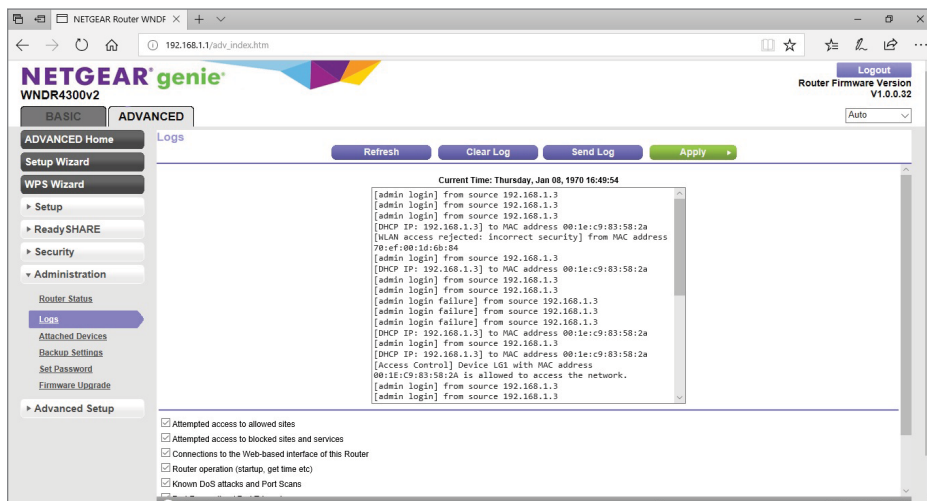 NETGEAR Router WNDF
192.168.1.1/adv_index.htm
NETGEAR® genie®
WNDR4300v2
Logout
Router Firmware Version
V1.0.0.32
BASIC
ADVANCED
Auto
ADVANCED Home
Setup Wizard
WPS Wizard
Setup
ReadySHARE
Security
Administration
Router Status
Logs
Attached Devices
Backup Settings
Set Password
Firmware Upgrade
Advanced Setup
Logs
Refresh
Clear Log
Send Log
Apply
Current Time: Thursday, Jan 08, 1970 16:49:54
[admin login] from source 192.168.1.3
[admin login] from source 192.168.1.3
[admin login] from source 192.168.1.3
[DHCP IP: 192.168.1.3] to MAC address 00:1e:c9:83:58:2a
[WLAN access rejected: incorrect security] from MAC address
70:ef:00:1d:6b:84
[admin login] from source 192.168.1.3
[DHCP IP: 192.168.1.3] to MAC address 00:1e:c9:83:58:2a
[admin login] from source 192.168.1.3
[admin login] from source 192.168.1.3
[admin login failure] from source 192.168.1.3
[admin login failure] from source 192.168.1.3
[admin login failure] from source 192.168.1.3
[DHCP IP: 192.168.1.3] to MAC address 00:1e:c9:83:58:2a
[admin login] from source 192.168.1.3
[DHCP IP: 192.168.1.3] to MAC address 00:1e:c9:83:58:2a
[Access Control] Device LG1 with MAC address
00:1E:C9:83:58:2A is allowed to access the network.
[admin login] from source 192.168.1.3
[admin login] from source 192.168.1.3
Attempted access to allowed sites
Attempted access to blocked sites and services
Connections to the Web-based interface of this Router
Router operation (startup, get time etc)
Known DoS attacks and Port Scans